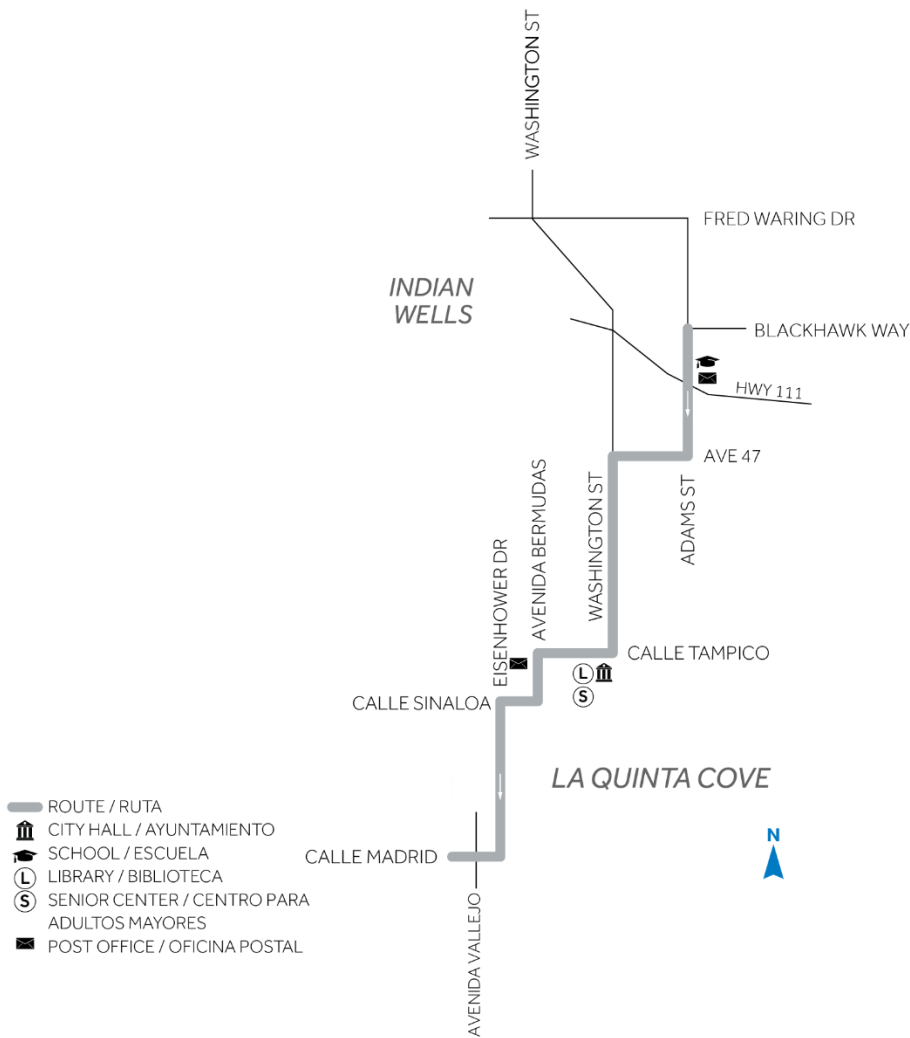 WASHINGTON ST
FRED WARING DR
INDIAN
WELLS
BLACKHAWK WAY
HWY 111
AVE 47
ADAMS ST
WASHINGTON ST
AVENIDA BERMUDAS
EISENHOWER DR
CALLE TAMPICO
L
S
CALLE SINALOA
LA QUINTA COVE
ROUTE / RUTA
CITY HALL / AYUNTAMIENTO
SCHOOL / ESCUELA
L LIBRARY / BIBLIOTECA
S SENIOR CENTER / CENTRO PARA
ADULTOS MAYORES
POST OFFICE / OFICINA POSTAL
CALLE MADRID
AVENIDA VALLEJO
N